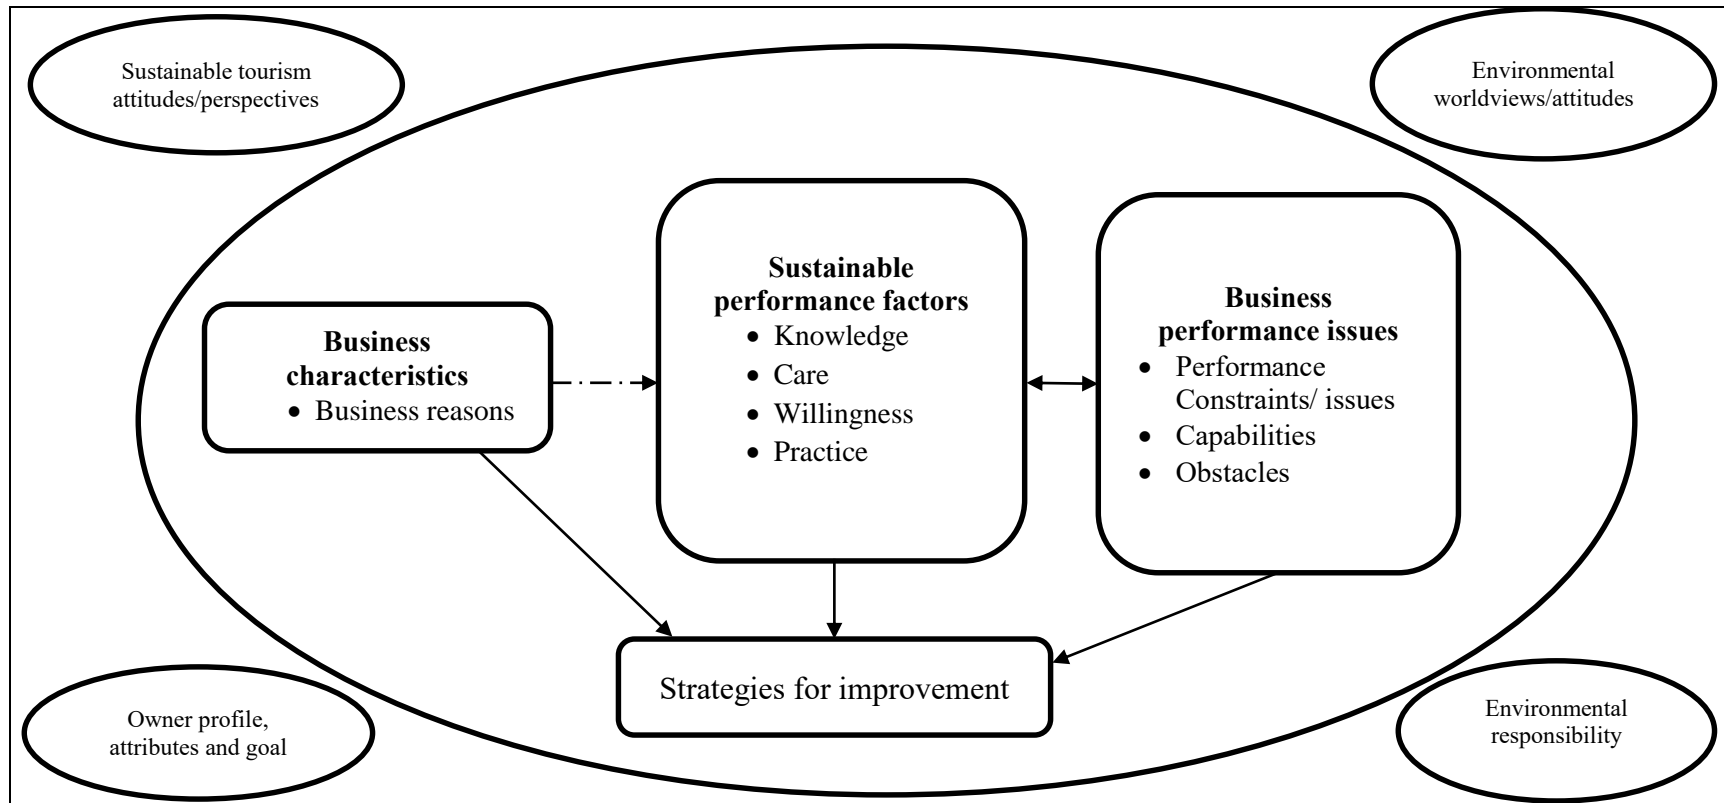 Sustainable tourism
attitudes/perspectives
Environmental
worldviews/attitudes
Business
characteristics
• Business reasons
Sustainable
performance factors
• Knowledge
• Care
• Willingness
• Practice
Business
performance issues
• Performance
Constraints/ issues
• Capabilities
• Obstacles
Strategies for improvement
Owner profile,
attributes and goal
Environmental
responsibility